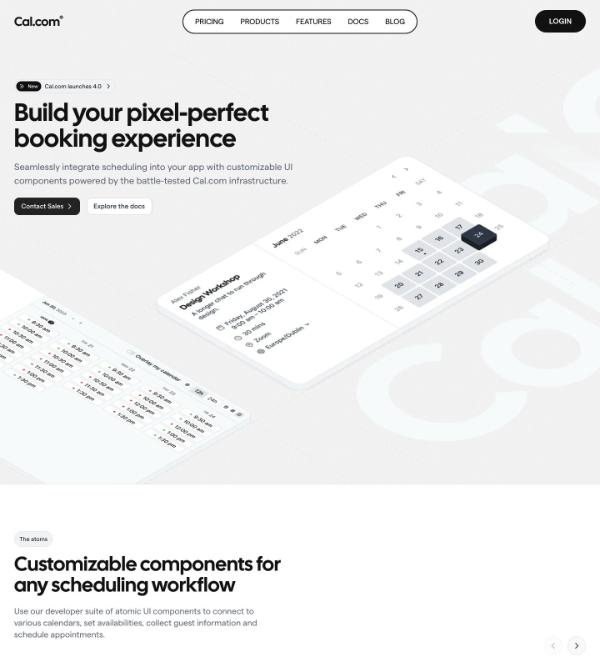 Cal.com®
PRICING PRODUCTS FEATURES DOCS BLOG
LOGIN
New Cal.com launches 4.0
Build your pixel-perfect
booking experience
Seamlessly integrate scheduling into your app with customizable UI
components powered by the battle-tested Cal.com infrastructure.
Contact Sales
Explore the docs
Alex Fisher
Design Workshop
A longer chat to run through
design.
Friday, August 20, 2021
9:00 am – 10:00 am
30 mins
Zoom
Europe/Dublin
June 2022
SUN MON TUE WED THU FRI SAT
1 2 3 4
5 6 7 8 9 10 11
12 13 14 15 16 17 18
19 20 21 22 23 24 25
26 27 28 29 30
Overlay my calendar
12h 24h
9:30 am
10:00 am
10:30 am
11:00 am
11:30 am
12:00 pm
1:00 pm
1:30 pm
The atoms
Customizable components for
any scheduling workflow
Use our developer suite of atomic UI components to connect to
various calendars, set availabilities, collect guest information and
schedule appointments.